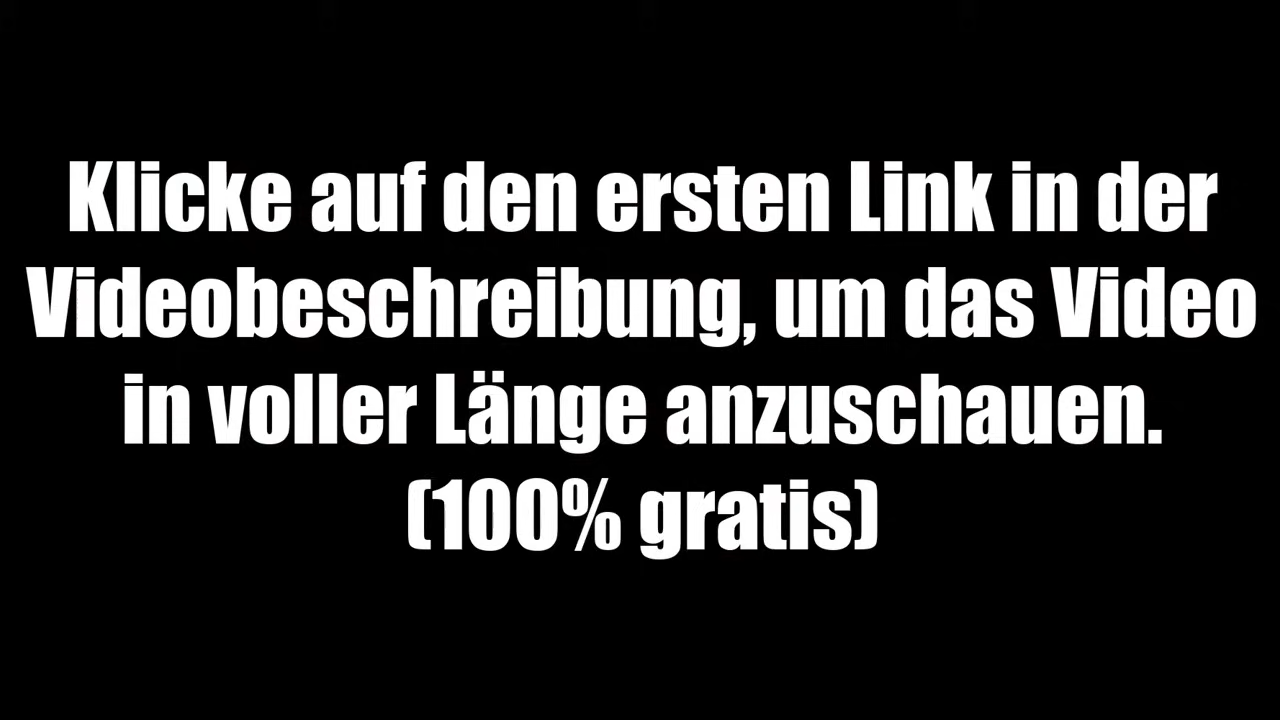 Klicke auf den ersten Link in der
Videobeschreibung, um das Video
in voller Länge anzuschauen.
(100% gratis)